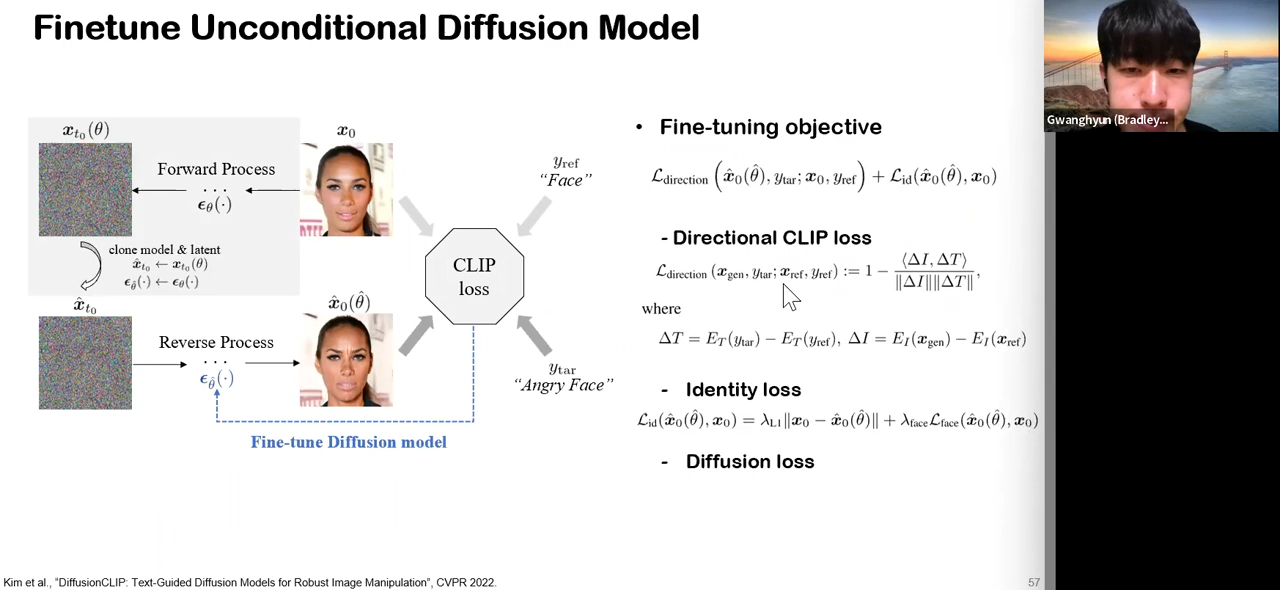 Finetune Unconditional Diffusion Model
x_{t_0}(θ)
x_0
Forward Process
· · ·
ϵ_θ(·)
clone model & latent
x̂_{t_0} ← x_{t_0}(θ)
ϵ_{θ̂}(·) ← ϵ_θ(·)
x̂_{t_0}
x̂_0(θ̂)
Reverse Process
· · ·
ϵ_{θ̂}(·)
Fine-tune Diffusion model
y_ref
“Face”
CLIP
loss
y_tar
“Angry Face”
• Fine-tuning objective
L_direction (x̂_0(θ̂), y_tar; x_0, y_ref) + L_id(x̂_0(θ̂), x_0)
- Directional CLIP loss
L_direction (x_gen, y_tar; x_ref, y_ref) := 1 − ⟨ΔI, ΔT⟩ / ‖ΔI‖‖ΔT‖,
where
ΔT = E_T(y_tar) − E_T(y_ref), ΔI = E_I(x_gen) − E_I(x_ref)
- Identity loss
L_id(x̂_0(θ̂), x_0) = λ_L1‖x_0 − x̂_0(θ̂)‖ + λ_face L_face(x̂_0(θ̂), x_0)
- Diffusion loss
Gwanghyun (Bradley...
Kim et al., “DiffusionCLIP: Text-Guided Diffusion Models for Robust Image Manipulation”, CVPR 2022.
57